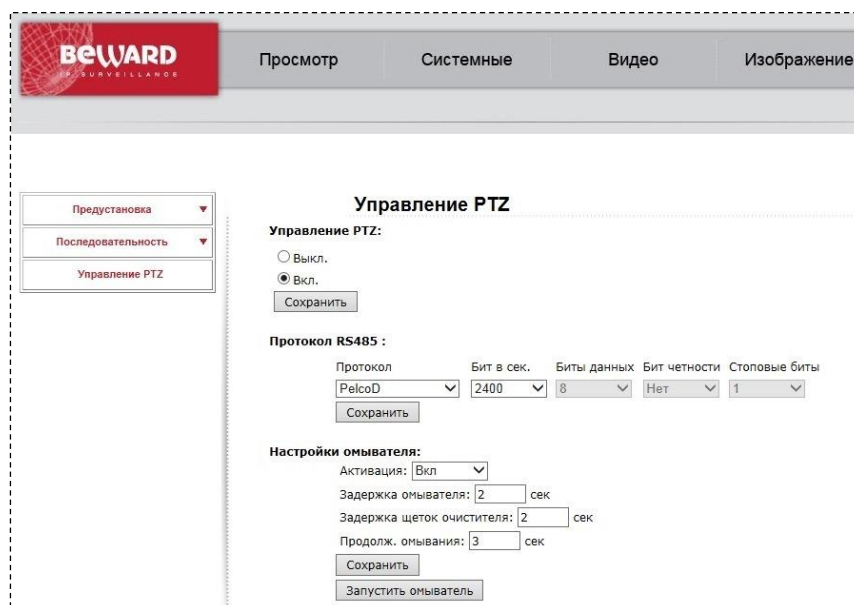 BEWARD
IP SURVEILLANCE
Просмотр Системные Видео Изображение
Предустановка
Последовательность
Управление PTZ
Управление PTZ
Управление PTZ:
Выкл.
Вкл.
Сохранить
Протокол RS485 :
Протокол Бит в сек. Биты данных Бит четности Стоповые биты
PelcoD 2400 8 Нет 1
Сохранить
Настройки омывателя:
Активация: Вкл
Задержка омывателя: 2 сек
Задержка щеток очистителя: 2 сек
Продолж. омывания: 3 сек
Сохранить
Запустить омыватель